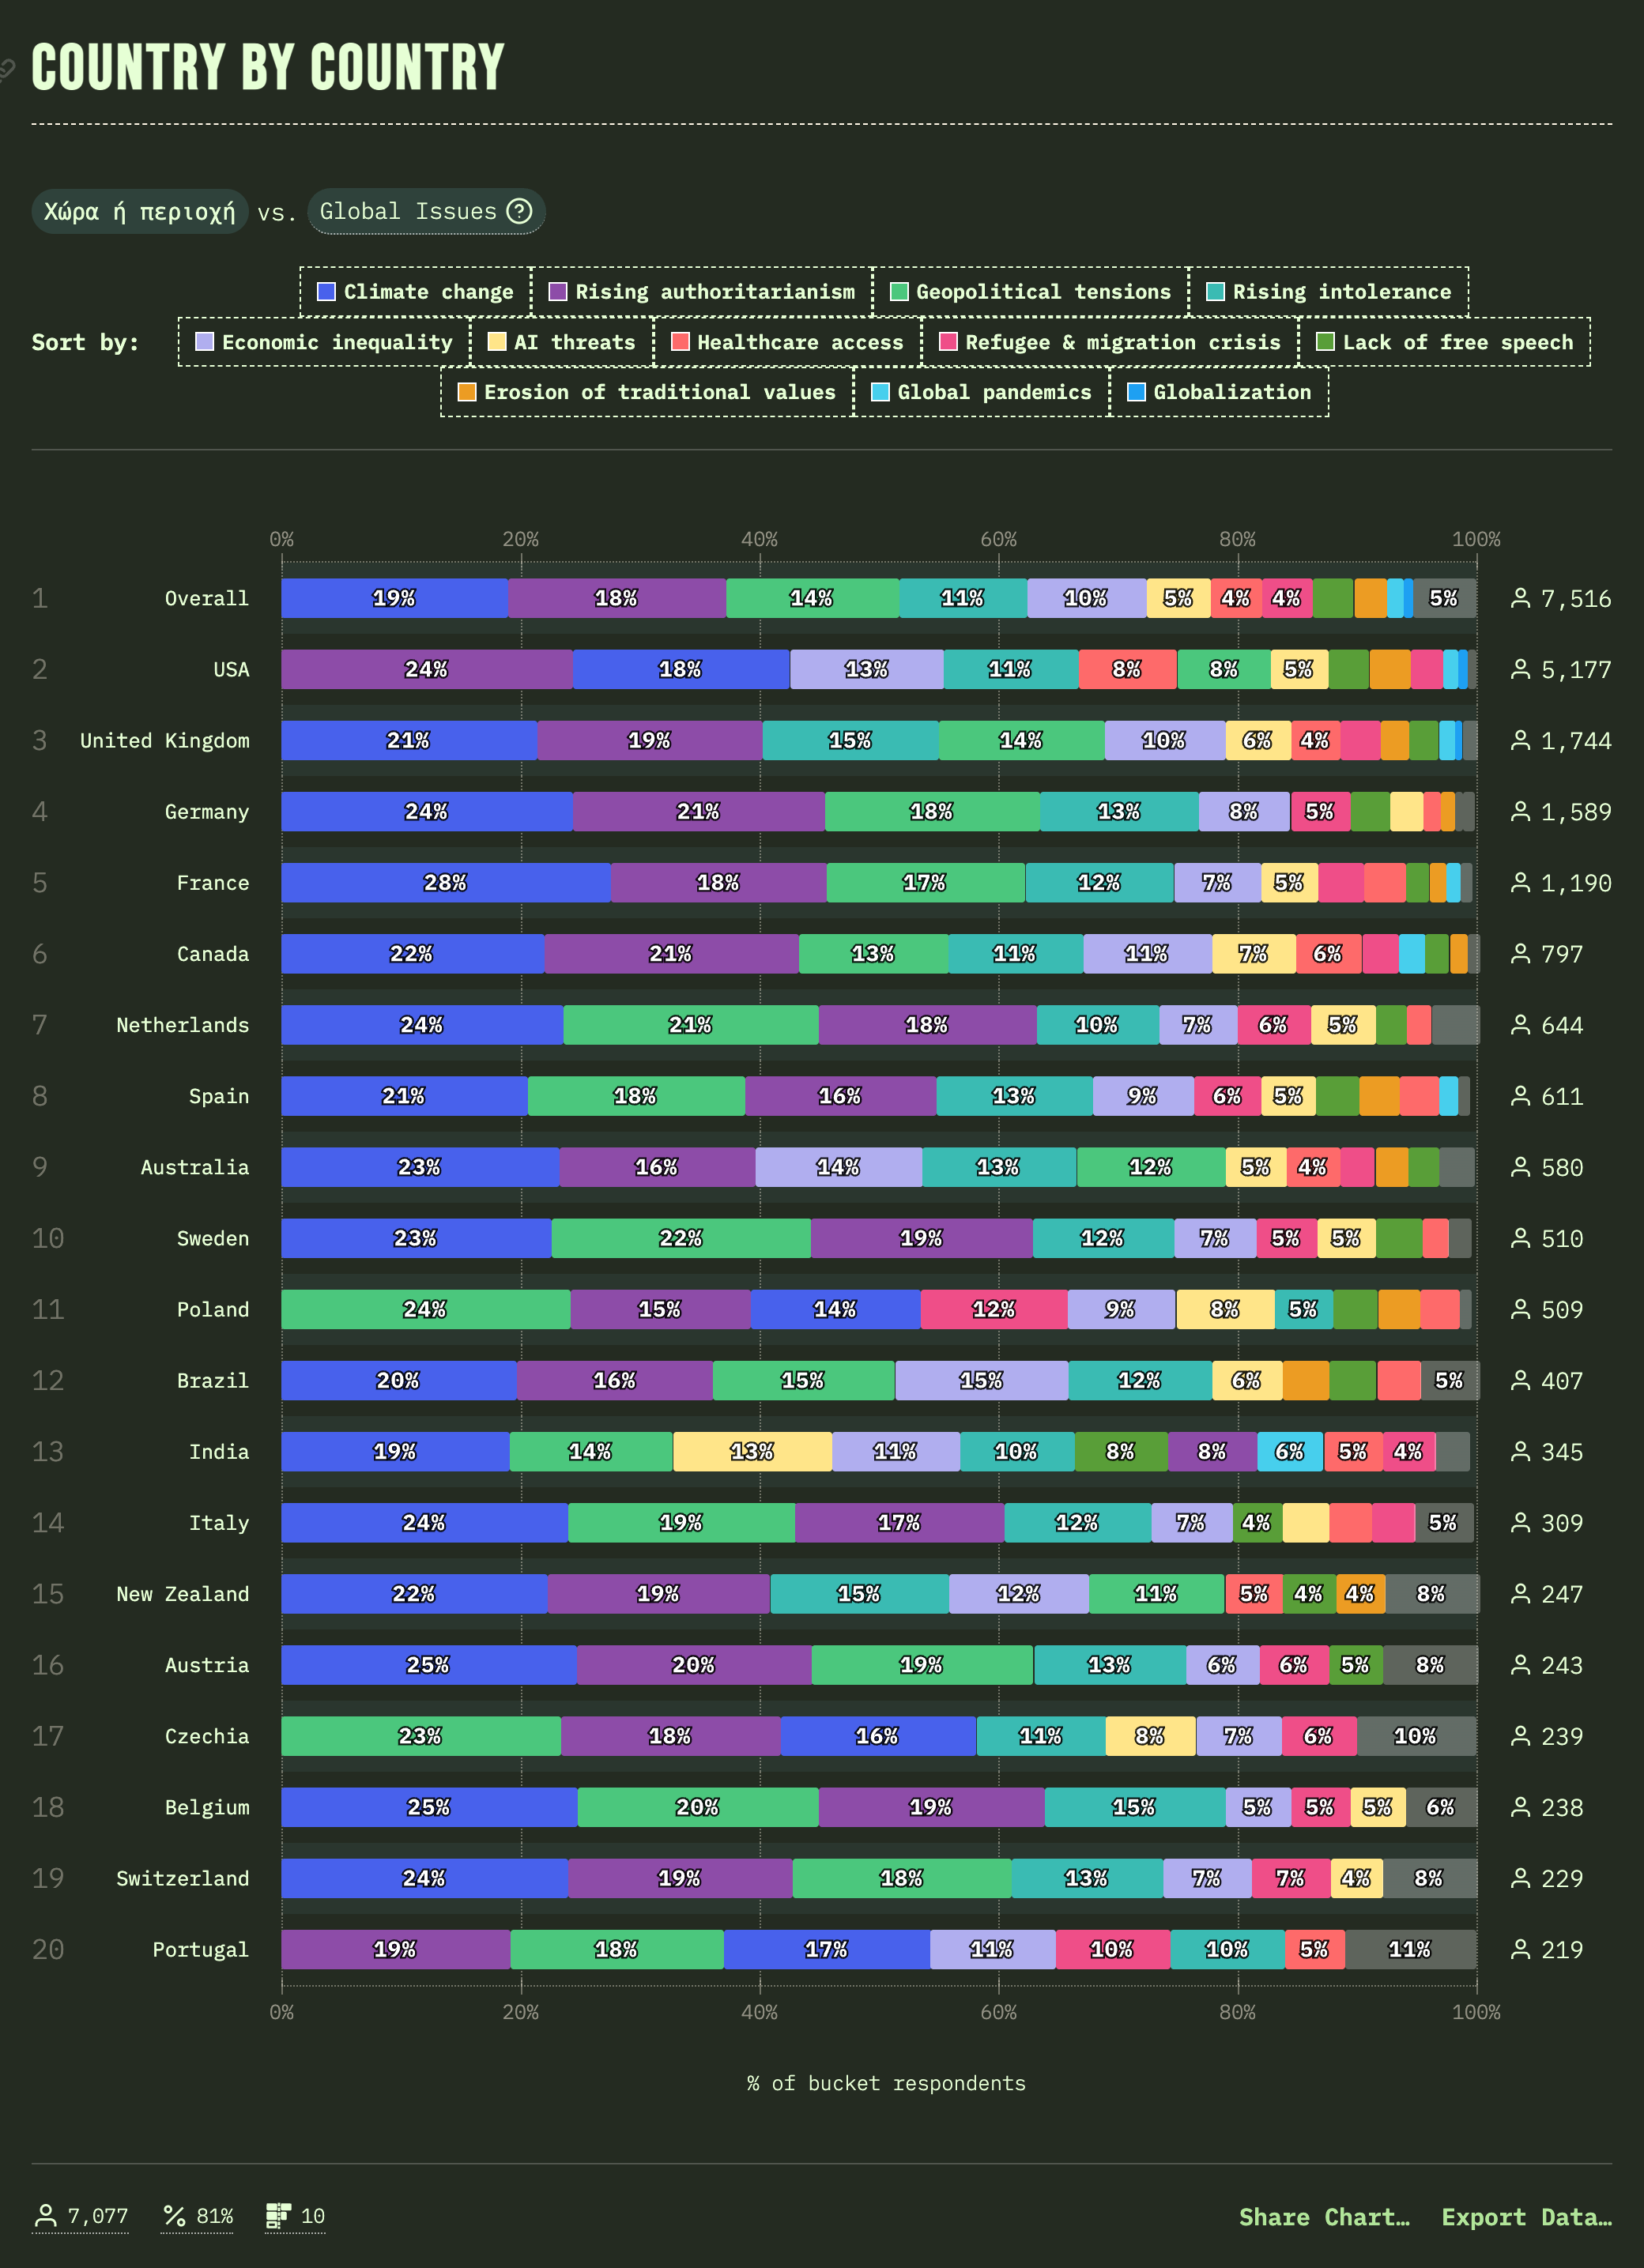 COUNTRY BY COUNTRY
Χώρα ή περιοχή vs. Global Issues ?
Climate change Rising authoritarianism Geopolitical tensions Rising intolerance
Sort by: Economic inequality AI threats Healthcare access Refugee & migration crisis Lack of free speech
Erosion of traditional values Global pandemics Globalization
0% 20% 40% 60% 80% 100%
1 Overall 19% 18% 14% 11% 10% 5% 4% 4% 5% 7,516
2 USA 24% 18% 13% 11% 8% 8% 5% 5,177
3 United Kingdom 21% 19% 15% 14% 10% 6% 4% 1,744
4 Germany 24% 21% 18% 13% 8% 5% 1,589
5 France 28% 18% 17% 12% 7% 5% 1,190
6 Canada 22% 21% 13% 11% 11% 7% 6% 797
7 Netherlands 24% 21% 18% 10% 7% 6% 5% 644
8 Spain 21% 18% 16% 13% 9% 6% 5% 611
9 Australia 23% 16% 14% 13% 12% 5% 4% 580
10 Sweden 23% 22% 19% 12% 7% 5% 5% 510
11 Poland 24% 15% 14% 12% 9% 8% 5% 509
12 Brazil 20% 16% 15% 15% 12% 6% 5% 407
13 India 19% 14% 13% 11% 10% 8% 8% 6% 5% 4% 345
14 Italy 24% 19% 17% 12% 7% 4% 5% 309
15 New Zealand 22% 19% 15% 12% 11% 5% 4% 4% 8% 247
16 Austria 25% 20% 19% 13% 6% 6% 5% 8% 243
17 Czechia 23% 18% 16% 11% 8% 7% 6% 10% 239
18 Belgium 25% 20% 19% 15% 5% 5% 5% 6% 238
19 Switzerland 24% 19% 18% 13% 7% 7% 4% 8% 229
20 Portugal 19% 18% 17% 11% 10% 10% 5% 11% 219
0% 20% 40% 60% 80% 100%
% of bucket respondents
7,077 81% 10 Share Chart… Export Data…